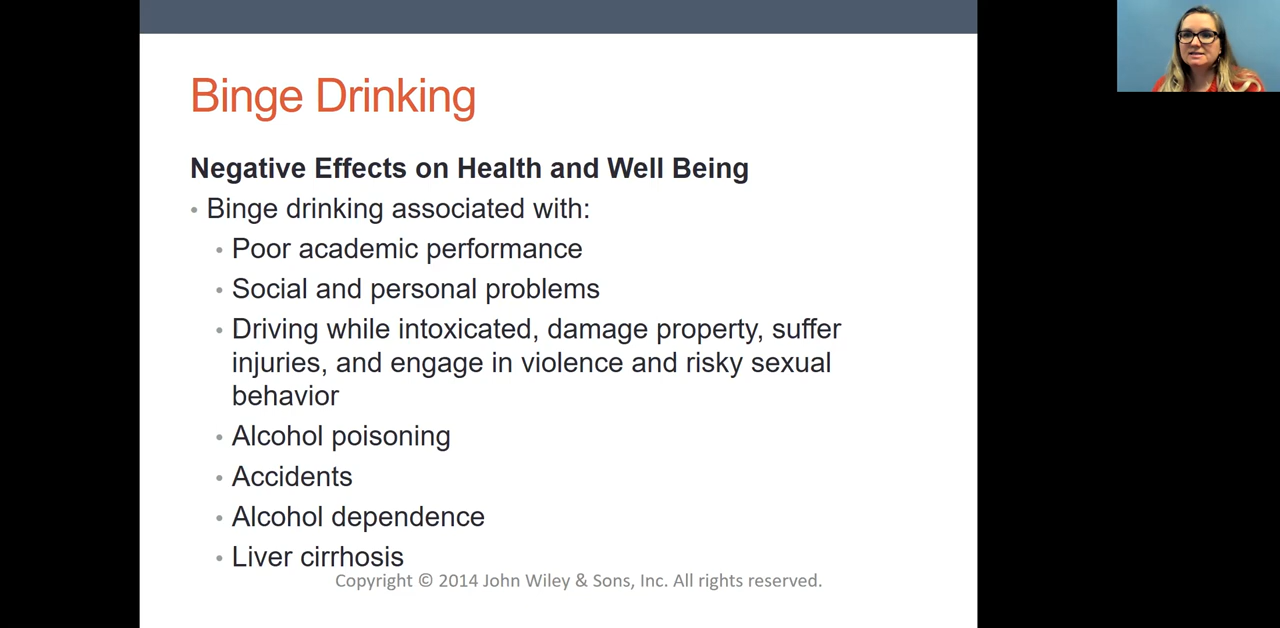 Binge Drinking
Negative Effects on Health and Well Being
• Binge drinking associated with:
• Poor academic performance
• Social and personal problems
• Driving while intoxicated, damage property, suffer
injuries, and engage in violence and risky sexual
behavior
• Alcohol poisoning
• Accidents
• Alcohol dependence
• Liver cirrhosis
Copyright © 2014 John Wiley & Sons, Inc. All rights reserved.